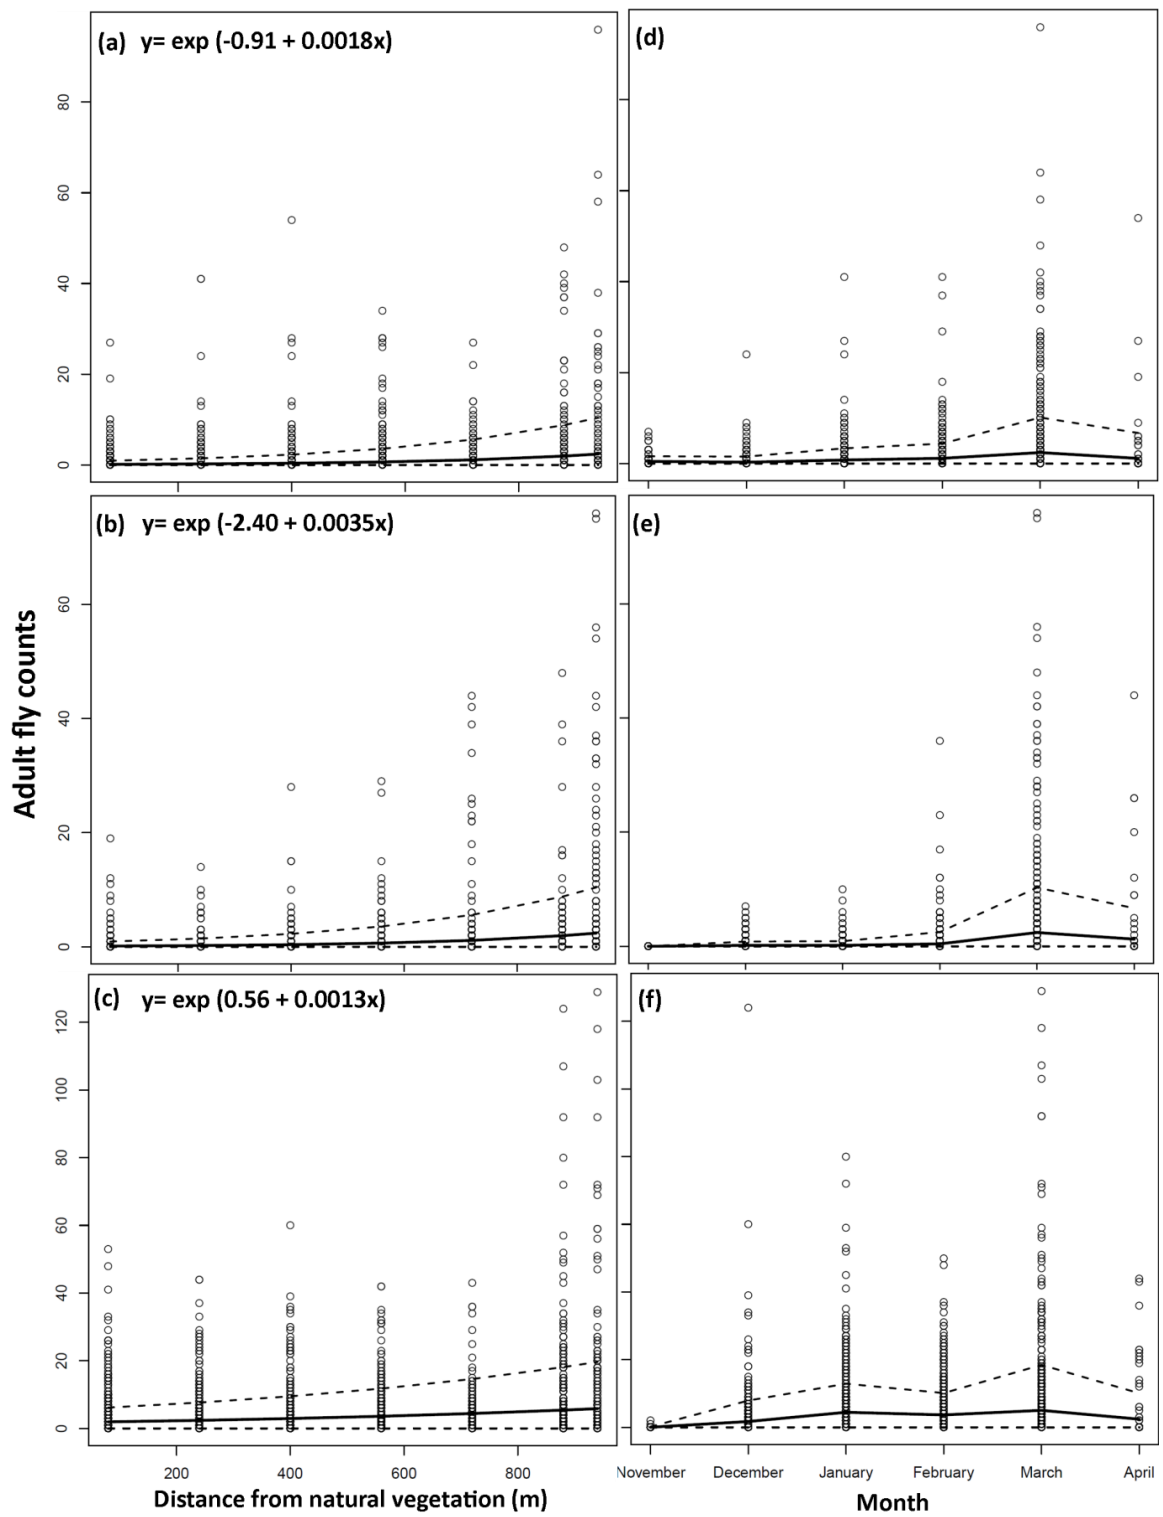 (a) y= exp (-0.91 + 0.0018x)
(d)
80
60
40
20
0
(b) y= exp (-2.40 + 0.0035x)
(e)
60
40
20
0
Adult fly counts
(c) y= exp (0.56 + 0.0013x)
(f)
120
100
80
60
40
20
0
200 400 600 800
November December January February March April
Distance from natural vegetation (m)
Month